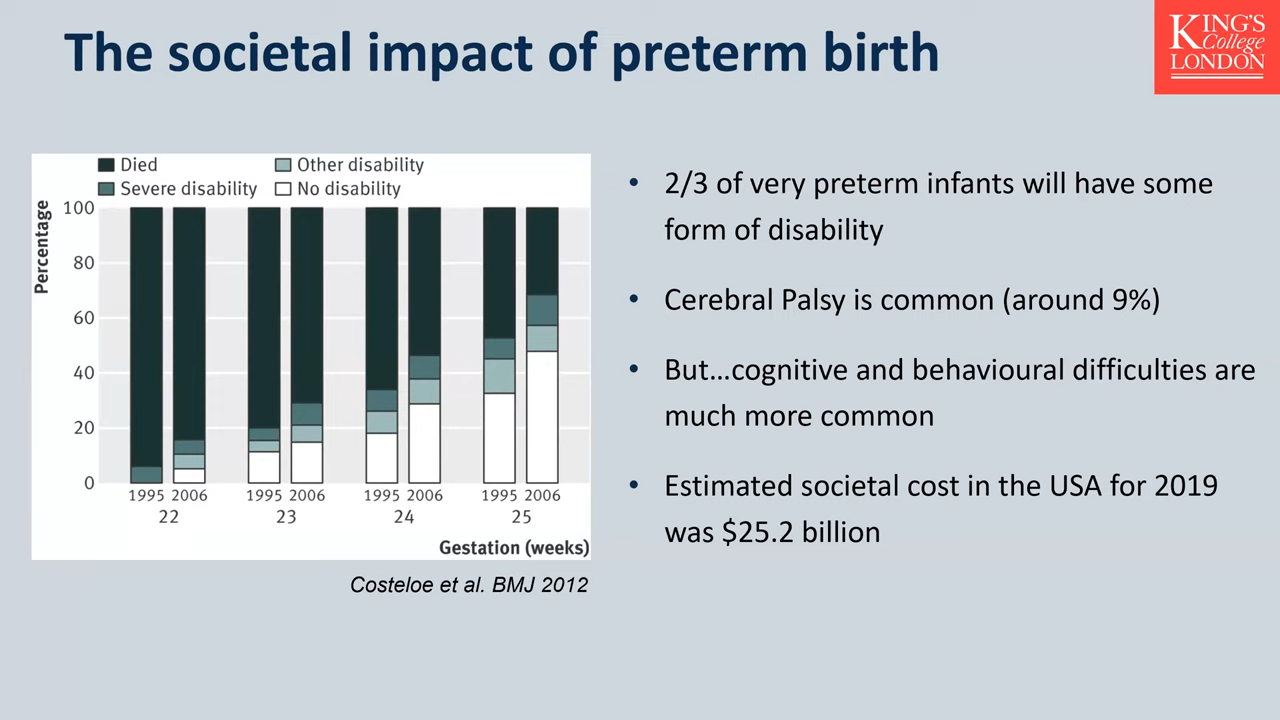 The societal impact of preterm birth
KING'S
College
LONDON
Died
Other disability
Severe disability
No disability
Percentage
100
80
60
40
20
0
1995 2006 1995 2006 1995 2006 1995 2006
22 23 24 25
Gestation (weeks)
Costeloe et al. BMJ 2012
• 2/3 of very preterm infants will have some
form of disability
• Cerebral Palsy is common (around 9%)
• But...cognitive and behavioural difficulties are
much more common
• Estimated societal cost in the USA for 2019
was $25.2 billion